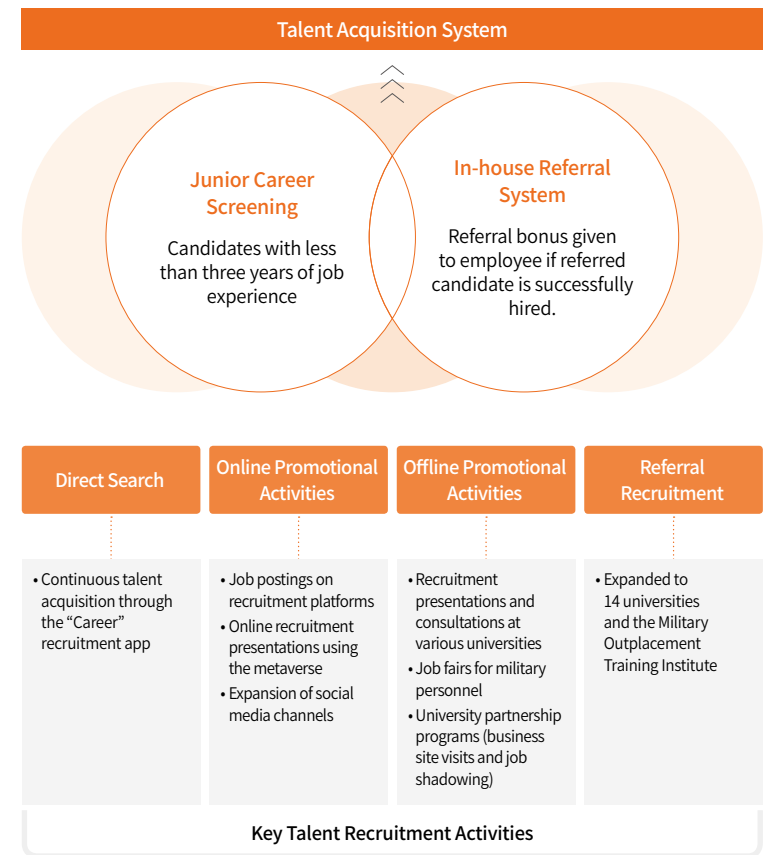 Talent Acquisition System
Junior Career
Screening
Candidates with less
than three years of job
experience
In-house Referral
System
Referral bonus given
to employee if referred
candidate is successfully
hired.
Direct Search
• Continuous talent
acquisition through
the “Career”
recruitment app
Online Promotional
Activities
• Job postings on
recruitment platforms
• Online recruitment
presentations using
the metaverse
• Expansion of social
media channels
Offline Promotional
Activities
• Recruitment
presentations and
consultations at
various universities
• Job fairs for military
personnel
• University partnership
programs (business
site visits and job
shadowing)
Referral
Recruitment
• Expanded to
14 universities
and the Military
Outplacement
Training Institute
Key Talent Recruitment Activities